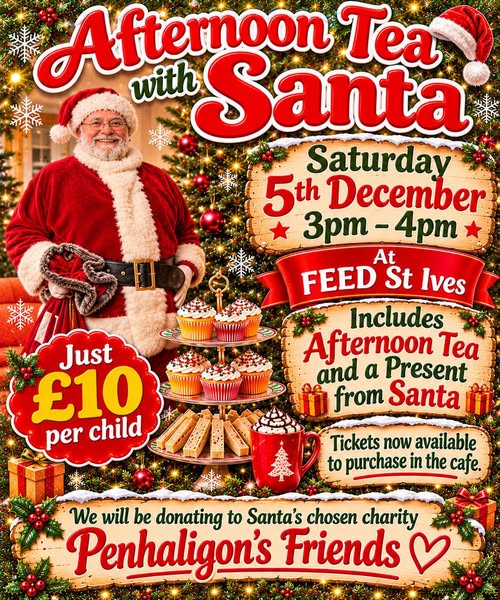 Afternoon Tea
with Santa
Saturday
5th December
3pm - 4pm
At
FEED St Ives
Includes
Afternoon Tea
and a Present
from Santa
Just
£10
per child
Tickets now available
to purchase in the cafe.
We will be donating to Santa's chosen charity
Penhaligon's Friends